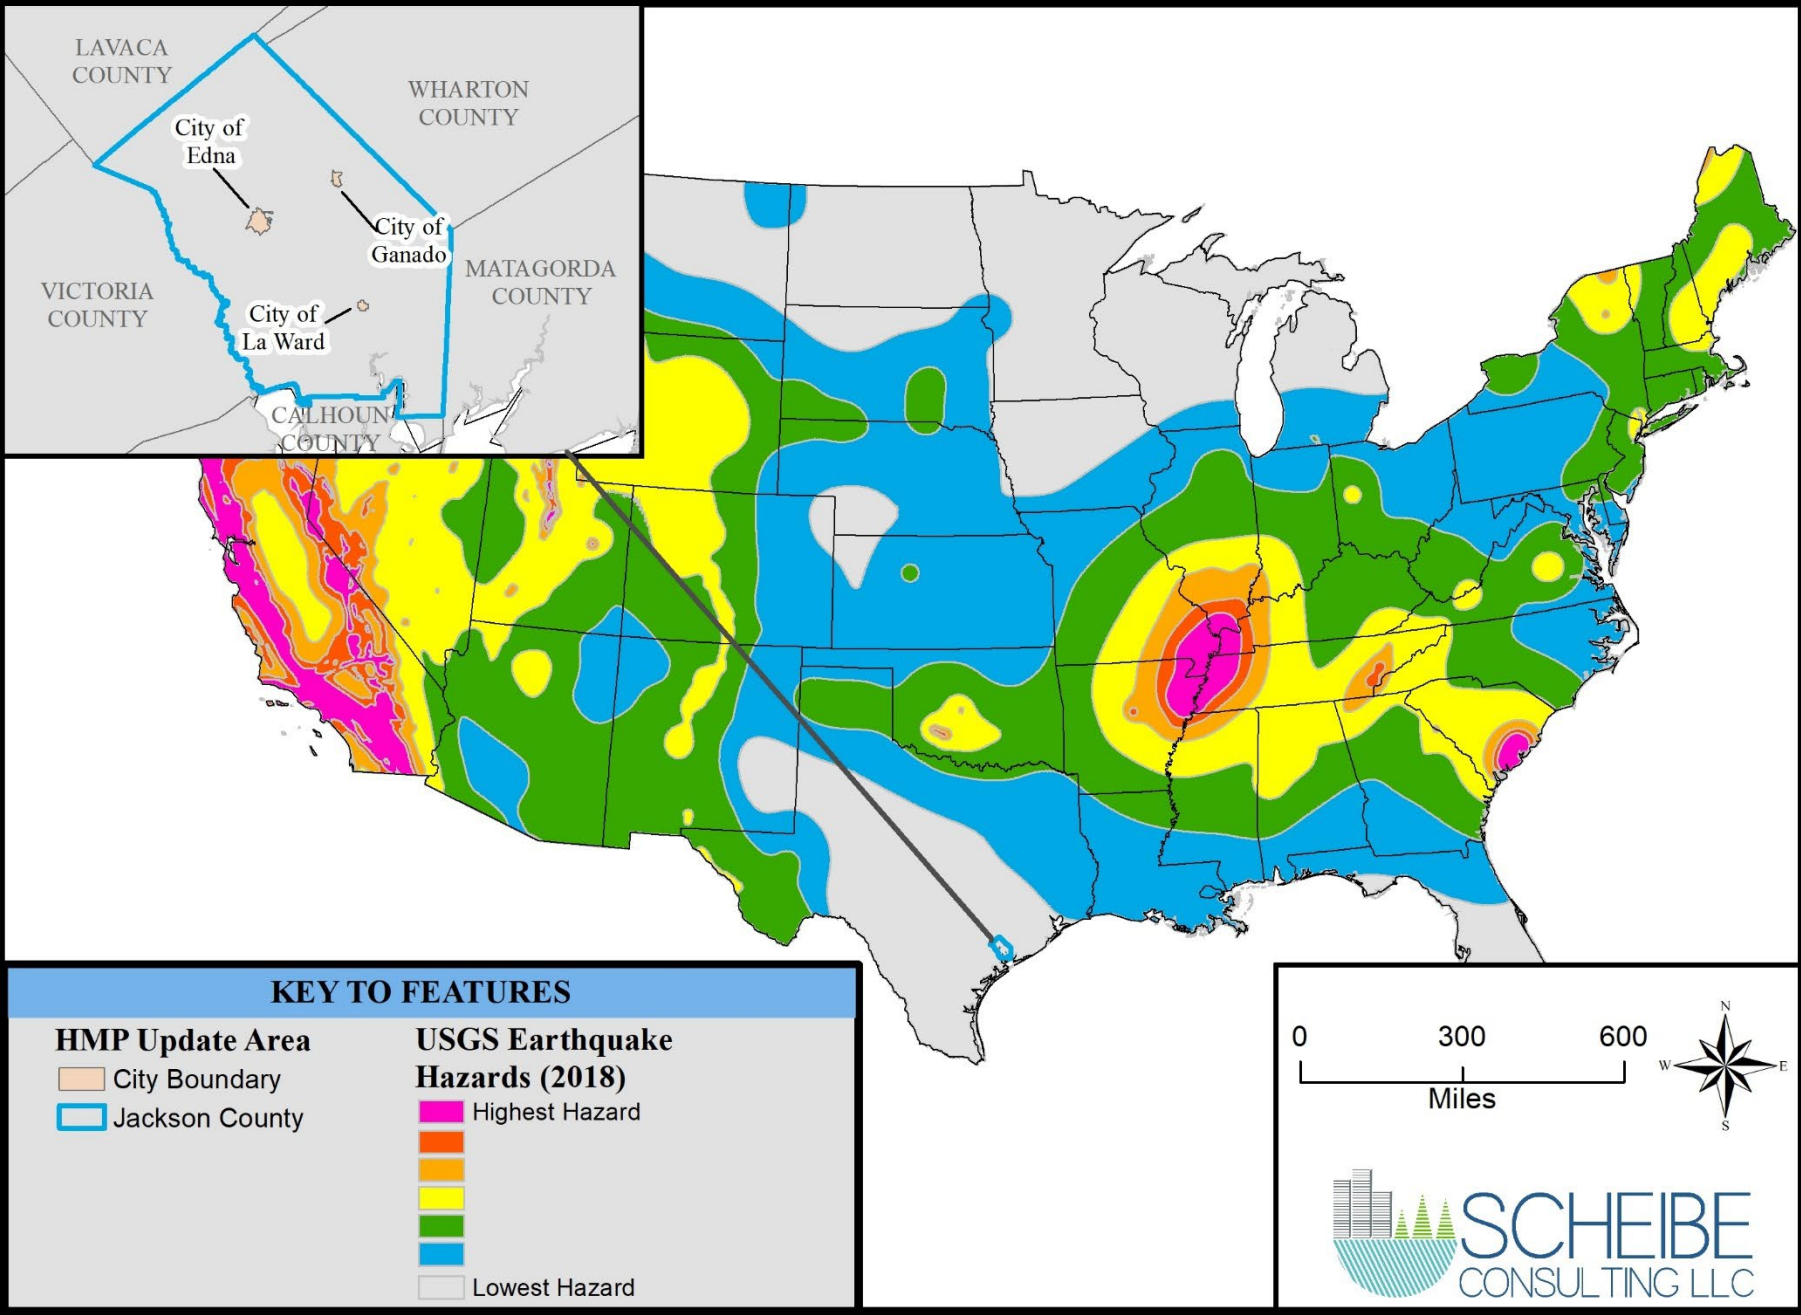 LAVACA
COUNTY
WHARTON
COUNTY
City of
Edna
City of
Ganado
MATAGORDA
COUNTY
VICTORIA
COUNTY
City of
La Ward
CALHOUN
COUNTY
KEY TO FEATURES
HMP Update Area
City Boundary
Jackson County
USGS Earthquake
Hazards (2018)
Highest Hazard
Lowest Hazard
0 300 600
Miles
N
W E
S
SCHEIBE
CONSULTING LLC